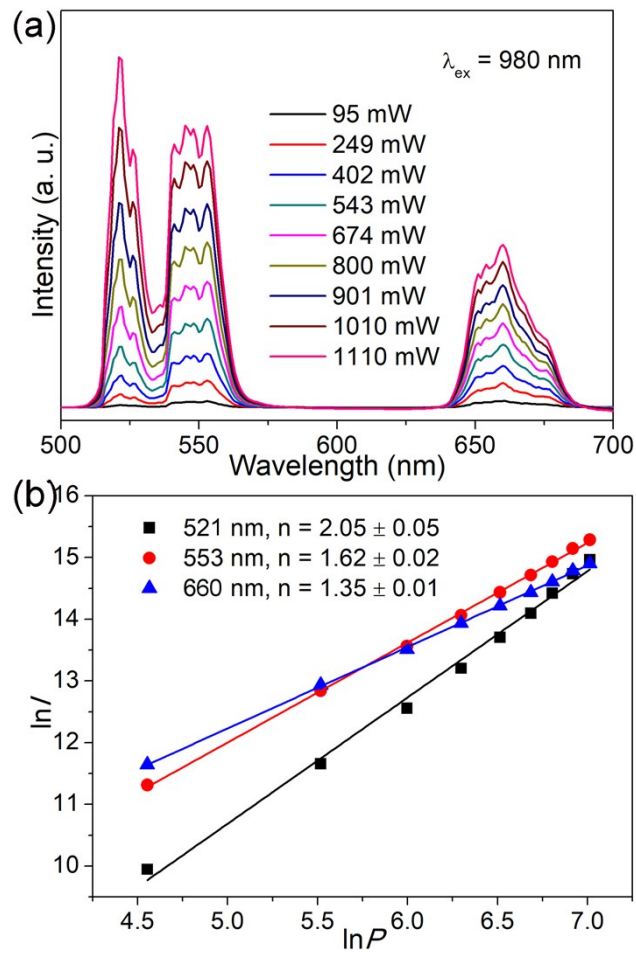 (a)
λex = 980 nm
95 mW
249 mW
402 mW
543 mW
674 mW
800 mW
901 mW
1010 mW
1110 mW
Intensity (a. u.)
500 550 600 650 700
Wavelength (nm)
(b)
16
15
14
13
12
11
10
521 nm, n = 2.05 ± 0.05
553 nm, n = 1.62 ± 0.02
660 nm, n = 1.35 ± 0.01
lnI
4.5 5.0 5.5 6.0 6.5 7.0
lnP